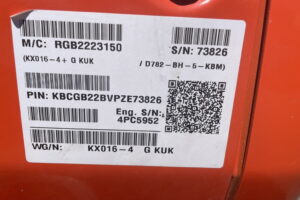 M/C: RGB2223150 S/N: 73826
(KX016-4+ G KUK / D782-BH-5-KBM)
PIN: KBCGB22BVPZE73826
Eng. S/N:
4PC5952
WG/N: KX016-4 G KUK